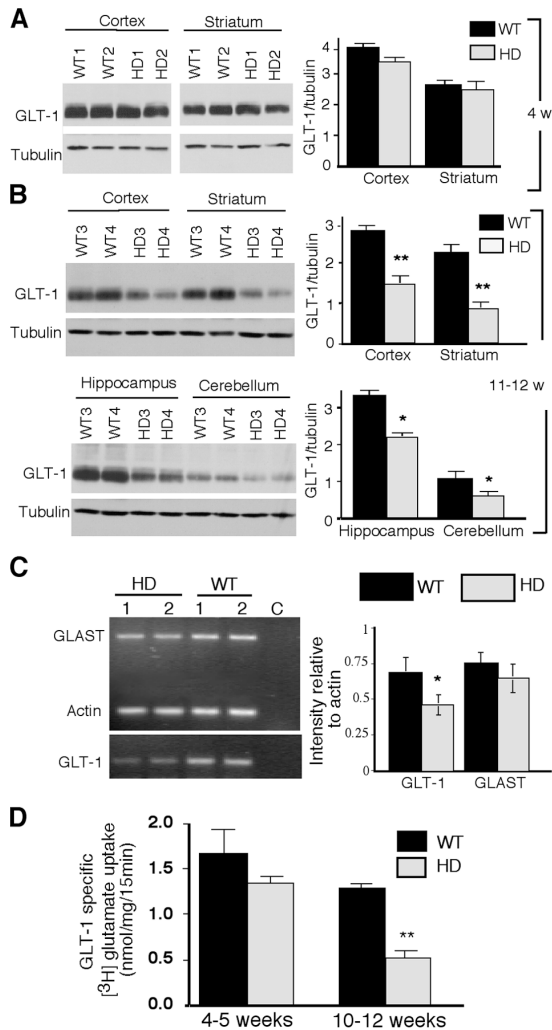 A
Cortex
Striatum
WT1 WT2 HD1 HD2 WT1 WT2 HD1 HD2
GLT-1
Tubulin
GLT-1/tubulin
4
3
2
1
0
WT
HD
Cortex Striatum
4 w
B
Cortex
Striatum
WT3 WT4 HD3 HD4 WT3 WT4 HD3 HD4
GLT-1
Tubulin
GLT-1/tubulin
3
2
1
0
**
**
WT
HD
Cortex Striatum
11-12 w
Hippocampus Cerebellum
WT3 WT4 HD3 HD4 WT3 WT4 HD3 HD4
GLT-1
Tubulin
GLT-1/tubulin
3
2
1
0
*
*
Hippocampus Cerebellum
C
HD WT
1 2 1 2 C
GLAST
Actin
GLT-1
WT HD
Intensity relative
to actin
1
0.75
0.5
0.25
0
*
GLT-1 GLAST
D
GLT-1 specific
[³H] glutamate uptake
(nmol/mg/15min)
2.0
1.5
1.0
0.5
0.0
WT
HD
**
4-5 weeks 10-12 weeks